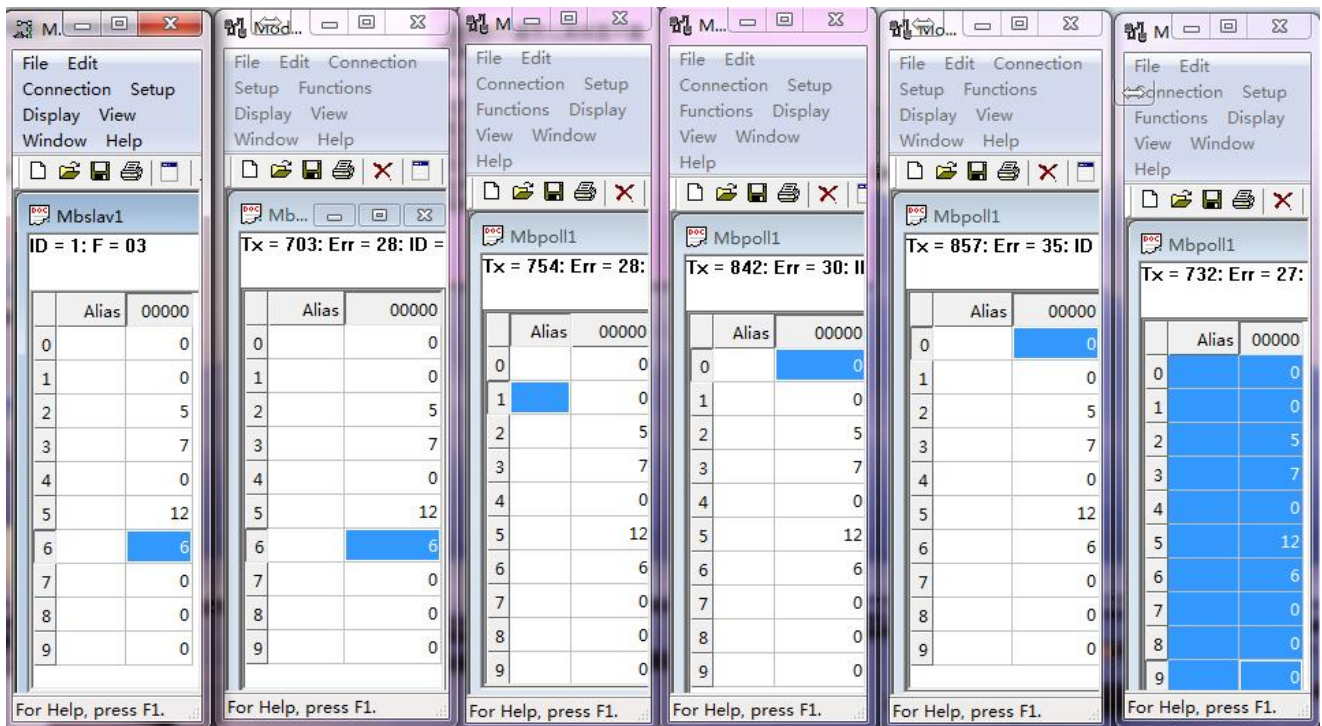 M.
File Edit
Connection Setup
Display View
Window Help
Mbslav1
ID = 1: F = 03
Alias 00000
0 0
1 0
2 5
3 7
4 0
5 12
6 6
7 0
8 0
9 0
For Help, press F1.
Mod...
File Edit Connection
Setup Functions
Display View
Window Help
Mb...
Tx = 703: Err = 28: ID =
Alias 00000
0 0
1 0
2 5
3 7
4 0
5 12
6 6
7 0
8 0
9 0
For Help, press F1.
M
File Edit
Connection Setup
Functions Display
View Window
Help
Mbpoll1
Tx = 754: Err = 28:
Alias 00000
0 0
1 0
2 5
3 7
4 0
5 12
6 6
7 0
8 0
9 0
For Help, press F1.
M...
File Edit
Connection Setup
Functions Display
View Window
Help
Mbpoll1
Tx = 842: Err = 30: II
Alias 00000
0 0
1 0
2 5
3 7
4 0
5 12
6 6
7 0
8 0
9 0
For Help, press F1.
Mo...
File Edit Connection
Setup Functions
Display View
Window Help
Mbpoll1
Tx = 857: Err = 35: ID
Alias 00000
0 0
1 0
2 5
3 7
4 0
5 12
6 6
7 0
8 0
9 0
For Help, press F1.
M
File Edit
Connection Setup
Functions Display
View Window
Help
Mbpoll1
Tx = 732: Err = 27:
Alias 00000
0 0
1 0
2 5
3 7
4 0
5 12
6 6
7 0
8 0
9 0
For Help, press F1.